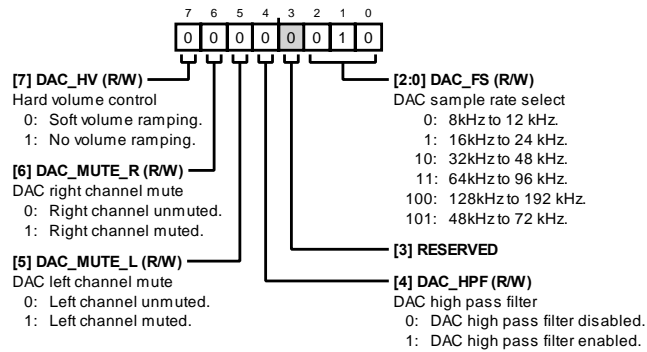 7 6 5 4 3 2 1 0
0 0 0 0 0 0 1 0
[7] DAC_HV (R/W)
Hard volume control
0: Soft volume ramping.
1: No volume ramping.
[6] DAC_MUTE_R (R/W)
DAC right channel mute
0: Right channel unmuted.
1: Right channel muted.
[5] DAC_MUTE_L (R/W)
DAC left channel mute
0: Left channel unmuted.
1: Left channel muted.
[2:0] DAC_FS (R/W)
DAC sample rate select
0: 8kHz to 12 kHz.
1: 16kHz to 24 kHz.
10: 32kHz to 48 kHz.
11: 64kHz to 96 kHz.
100: 128kHz to 192 kHz.
101: 48kHz to 72 kHz.
[3] RESERVED
[4] DAC_HPF (R/W)
DAC high pass filter
0: DAC high pass filter disabled.
1: DAC high pass filter enabled.